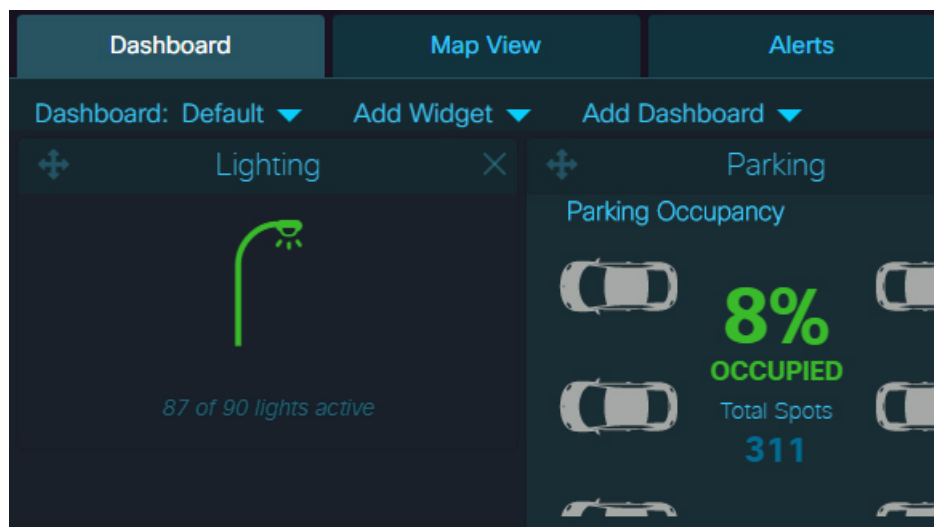 Dashboard
Map View
Alerts
Dashboard: Default
Add Widget
Add Dashboard
Lighting
Parking
87 of 90 lights active
Parking Occupancy
8%
OCCUPIED
Total Spots
311